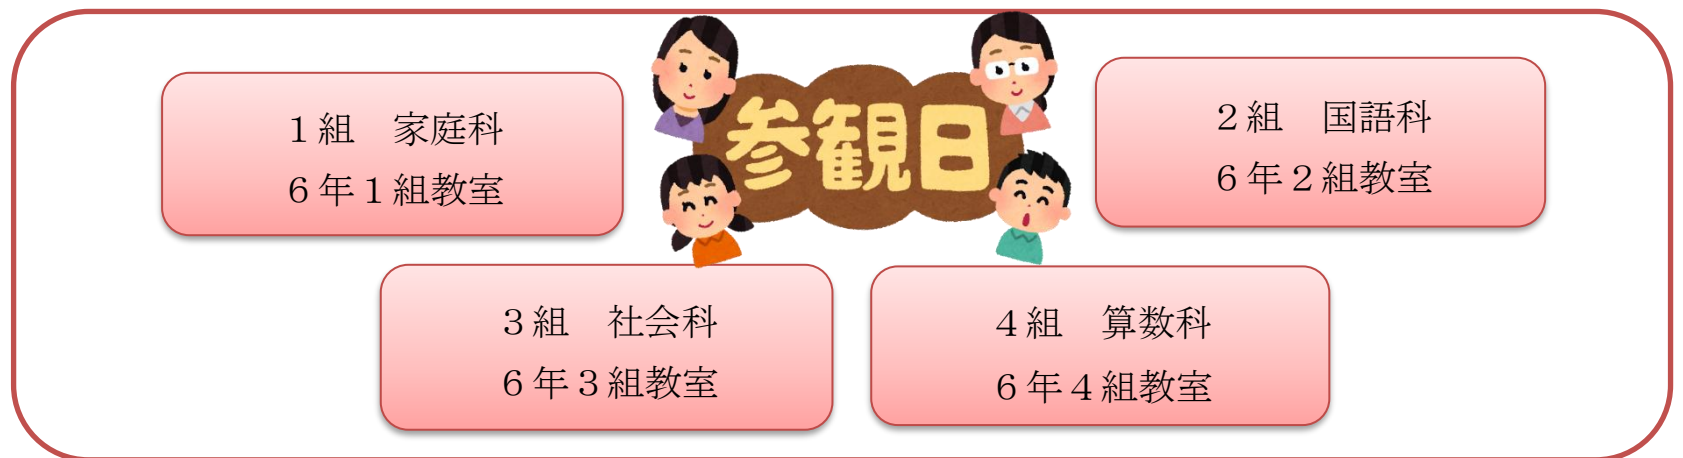 参観日
１組　家庭科
６年１組教室
２組　国語科
６年２組教室
３組　社会科
６年３組教室
４組　算数科
６年４組教室